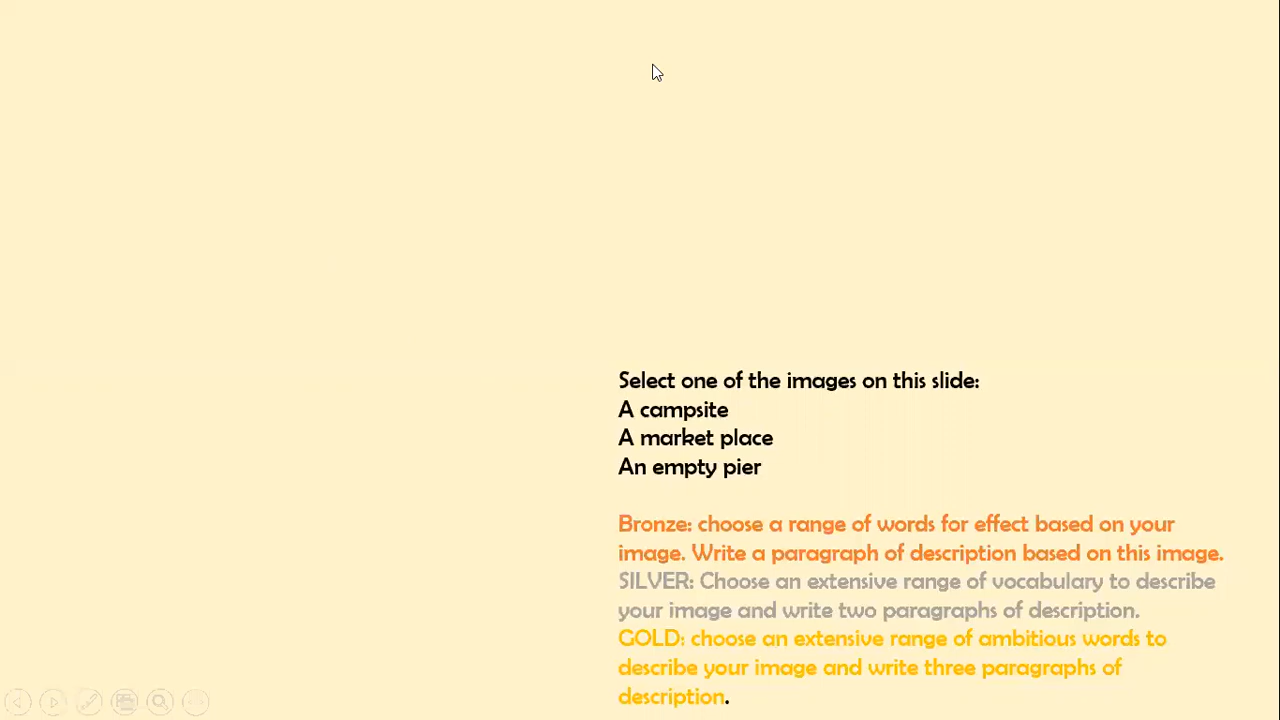 Select one of the images on this slide:
A campsite
A market place
An empty pier
Bronze: choose a range of words for effect based on your
image. Write a paragraph of description based on this image.
SILVER: Choose an extensive range of vocabulary to describe
your image and write two paragraphs of description.
GOLD: choose an extensive range of ambitious words to
describe your image and write three paragraphs of
description.